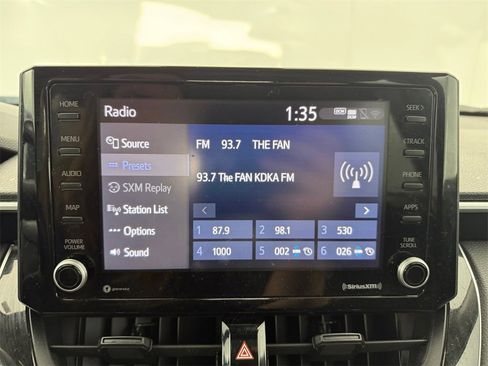 HOME
MENU
AUDIO
MAP
POWER
VOLUME
Radio
1:35
DCM
Source
Presets
SXM Replay
Station List
Options
Sound
FM 93.7 THE FAN
93.7 The FAN KDKA FM
1 87.9
2 98.1
3 530
4 1000
5 002
6 026
SEEK >
< TRACK
PHONE
APPS
TUNE
SCROLL
gracenote
((SiriusXM))